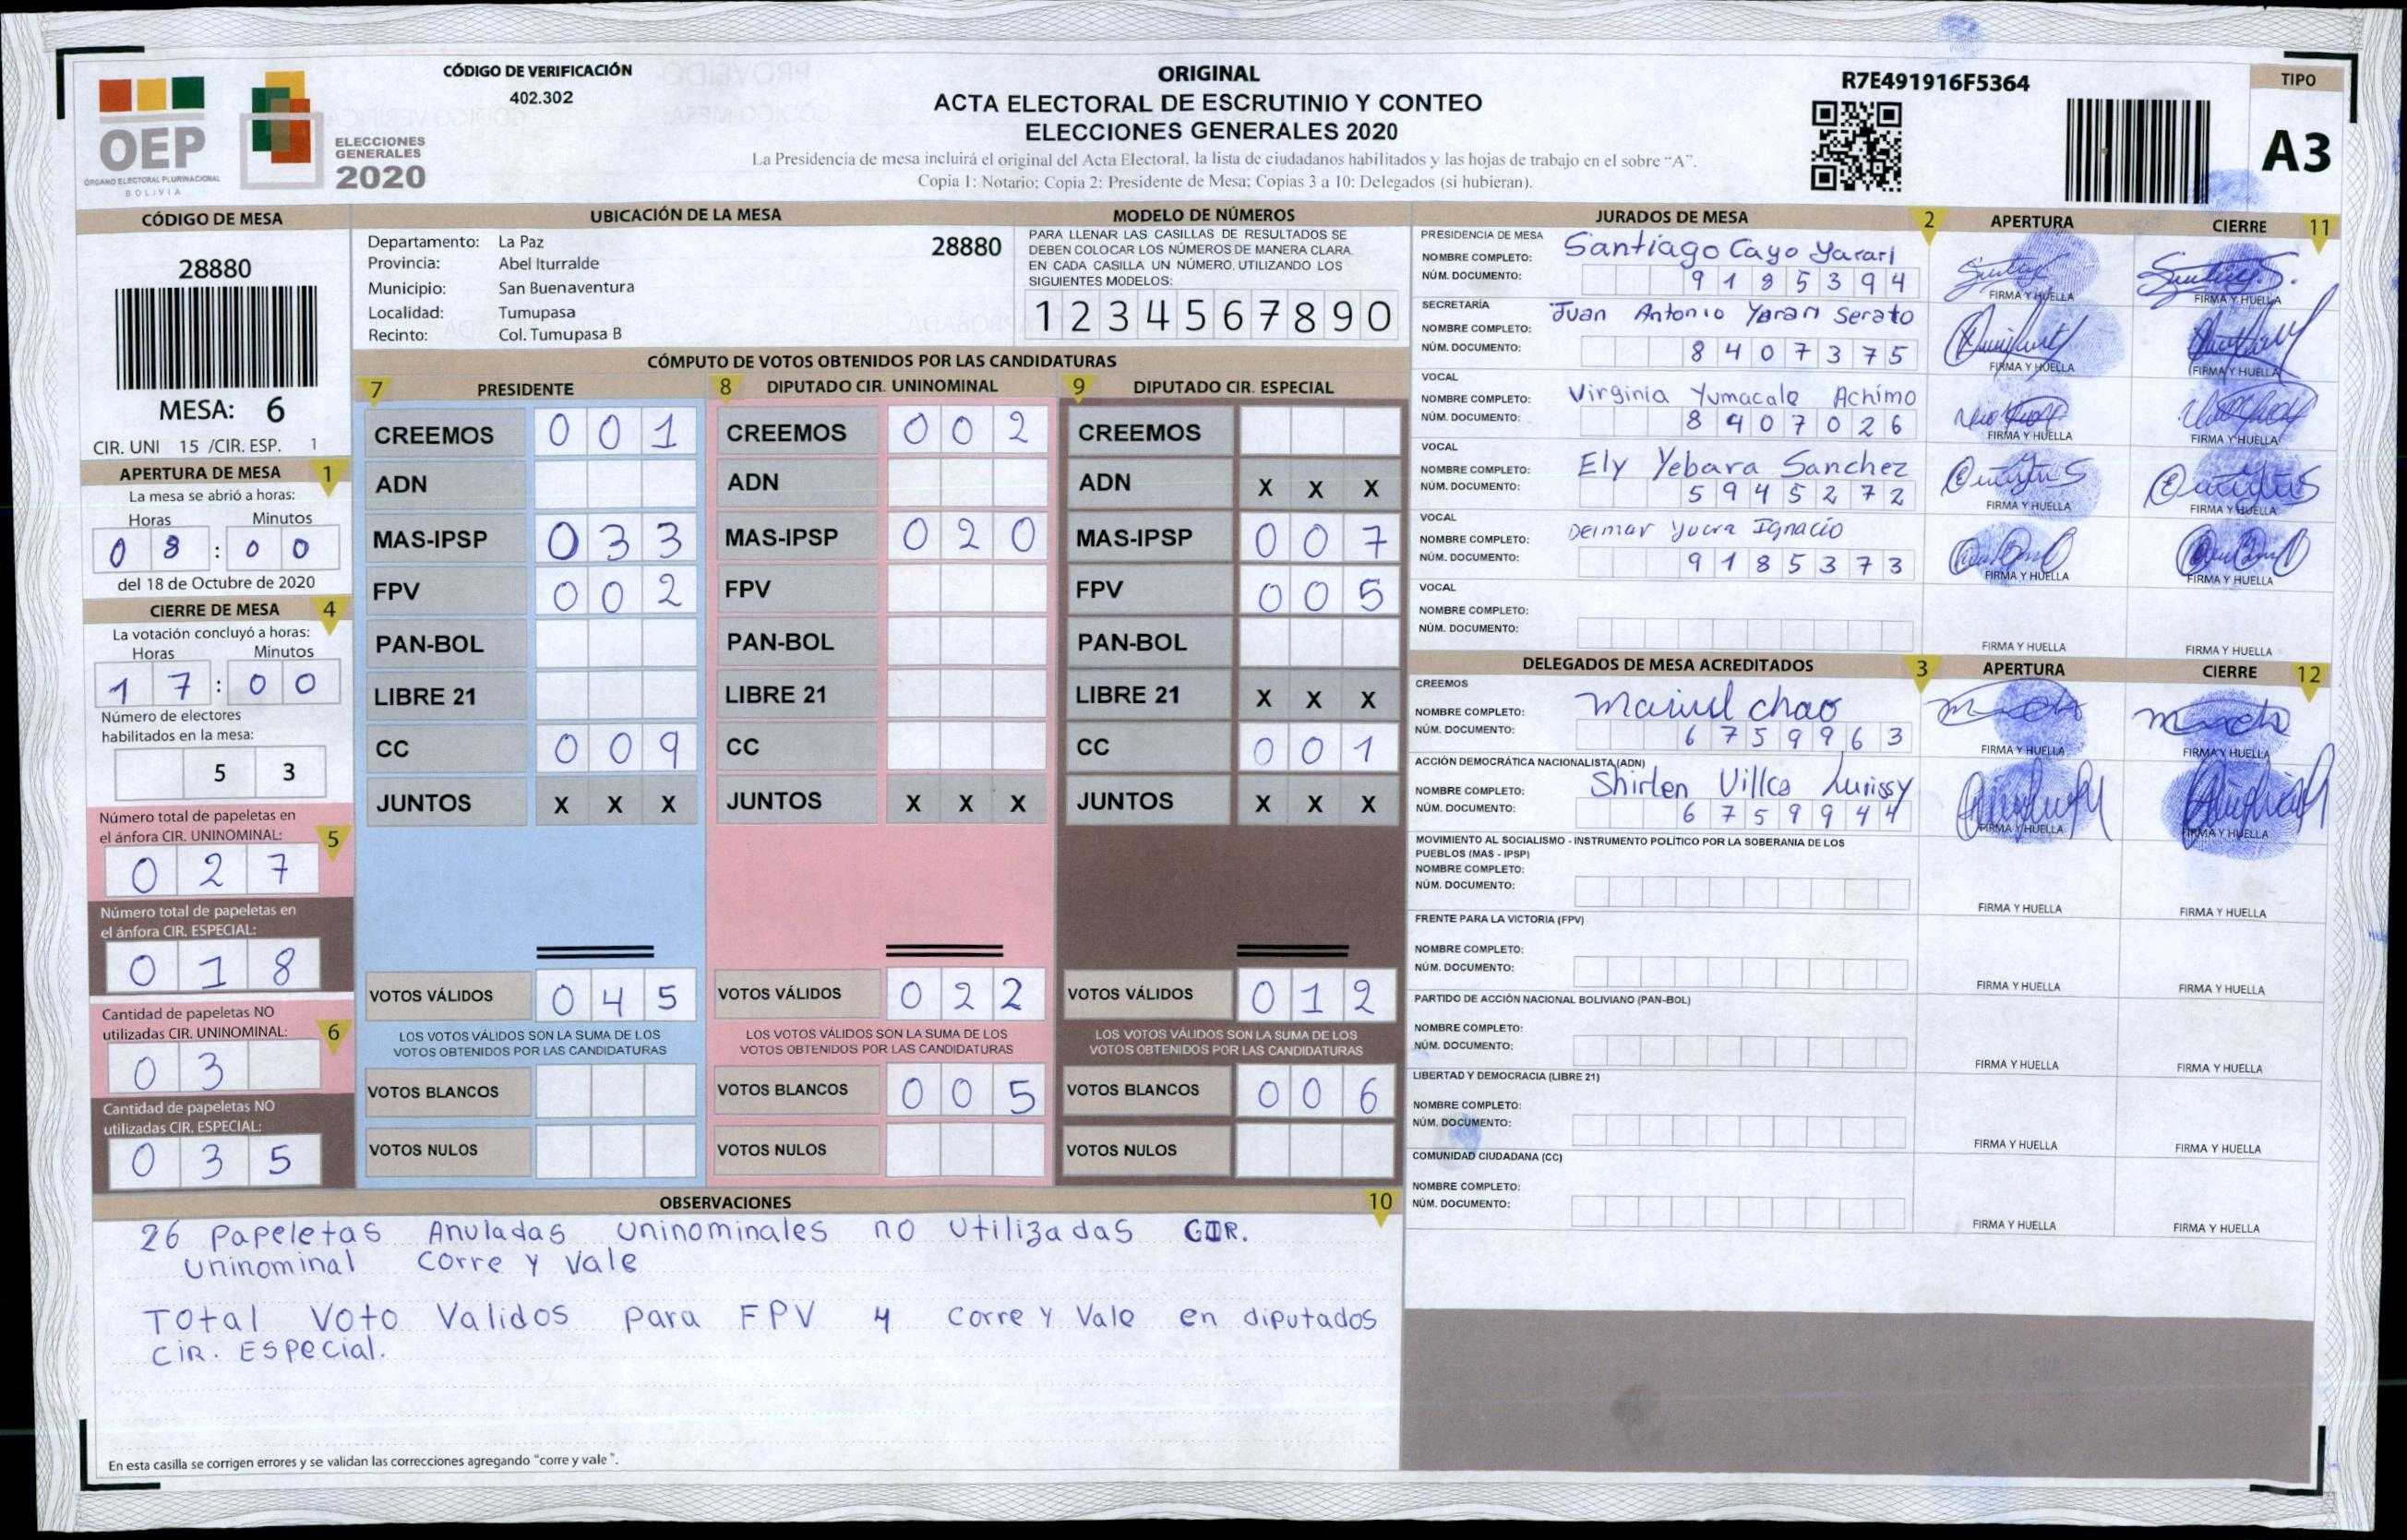 CÓDIGO DE VERIFICACIÓN
402.302
OEP
ÓRGANO ELECTORAL PLURINACIONAL
BOLIVIA
ELECCIONES
GENERALES
2020
ORIGINAL
ACTA ELECTORAL DE ESCRUTINIO Y CONTEO
ELECCIONES GENERALES 2020
La Presidencia de mesa incluirá el original del Acta Electoral, la lista de ciudadanos habilitados y las hojas de trabajo en el sobre "A".
Copia 1: Notario; Copia 2: Presidente de Mesa; Copias 3 a 10: Delegados (si hubieran).
R7E491916F5364
TIPO
A3
CÓDIGO DE MESA
28880
MESA: 6
CIR. UNI 15 /CIR. ESP. 1
APERTURA DE MESA 1
La mesa se abrió a horas:
Horas Minutos
0 8 : 0 0
del 18 de Octubre de 2020
CIERRE DE MESA 4
La votación concluyó a horas:
Horas Minutos
1 7 : 0 0
Número de electores
habilitados en la mesa:
5 3
Número total de papeletas en
el ánfora CIR. UNINOMINAL: 5
0 2 7
Número total de papeletas en
el ánfora CIR. ESPECIAL:
0 1 8
Cantidad de papeletas NO
utilizadas CIR. UNINOMINAL: 6
0 3
Cantidad de papeletas NO
utilizadas CIR. ESPECIAL:
0 3 5
UBICACIÓN DE LA MESA
Departamento: La Paz 28880
Provincia: Abel Iturralde
Municipio: San Buenaventura
Localidad: Tumupasa
Recinto: Col. Tumupasa B
MODELO DE NÚMEROS
PARA LLENAR LAS CASILLAS DE RESULTADOS SE
DEBEN COLOCAR LOS NÚMEROS DE MANERA CLARA.
EN CADA CASILLA UN NÚMERO, UTILIZANDO LOS
SIGUIENTES MODELOS:
1 2 3 4 5 6 7 8 9 0
CÓMPUTO DE VOTOS OBTENIDOS POR LAS CANDIDATURAS
7 PRESIDENTE
CREEMOS 0 0 1
ADN
MAS-IPSP 0 3 3
FPV 0 0 2
PAN-BOL
LIBRE 21
CC 0 0 9
JUNTOS X X X
VOTOS VÁLIDOS 0 4 5
LOS VOTOS VÁLIDOS SON LA SUMA DE LOS
VOTOS OBTENIDOS POR LAS CANDIDATURAS
VOTOS BLANCOS
VOTOS NULOS
8 DIPUTADO CIR. UNINOMINAL
CREEMOS 0 0 2
ADN
MAS-IPSP 0 2 0
FPV
PAN-BOL
LIBRE 21
CC
JUNTOS X X X
VOTOS VÁLIDOS 0 2 2
LOS VOTOS VÁLIDOS SON LA SUMA DE LOS
VOTOS OBTENIDOS POR LAS CANDIDATURAS
VOTOS BLANCOS 0 0 5
VOTOS NULOS
9 DIPUTADO CIR. ESPECIAL
CREEMOS
ADN X X X
MAS-IPSP 0 0 7
FPV 0 0 5
PAN-BOL
LIBRE 21 X X X
CC 0 0 1
JUNTOS X X X
VOTOS VÁLIDOS 0 1 2
LOS VOTOS VÁLIDOS SON LA SUMA DE LOS
VOTOS OBTENIDOS POR LAS CANDIDATURAS
VOTOS BLANCOS 0 0 6
VOTOS NULOS
OBSERVACIONES 10
26 Papeletas Anuladas Uninominales no Utilizadas CIR.
Uninominal Corre y Vale
Total Voto Validos para FPV 4 Corre y Vale en diputados
CIR. Especial.
En esta casilla se corrigen errores y se validan las correcciones agregando "corre y vale".
JURADOS DE MESA 2 APERTURA CIERRE 11
PRESIDENCIA DE MESA
NOMBRE COMPLETO: Santiago Cayo Yarari
NÚM. DOCUMENTO: 9 1 8 5 3 9 4
FIRMA Y HUELLA FIRMA Y HUELLA
SECRETARÍA
NOMBRE COMPLETO: Juan Antonio Yarari Serato
NÚM. DOCUMENTO: 8 4 0 7 3 7 5
FIRMA Y HUELLA FIRMA Y HUELLA
VOCAL
NOMBRE COMPLETO: Virginia Yumacale Achimo
NÚM. DOCUMENTO: 8 4 0 7 0 2 6
FIRMA Y HUELLA FIRMA Y HUELLA
VOCAL
NOMBRE COMPLETO: Ely Yebara Sanchez
NÚM. DOCUMENTO: 5 9 4 5 2 7 2
FIRMA Y HUELLA FIRMA Y HUELLA
VOCAL
NOMBRE COMPLETO: Deimar Yucra Ignacio
NÚM. DOCUMENTO: 9 1 8 5 3 7 3
FIRMA Y HUELLA FIRMA Y HUELLA
VOCAL
NOMBRE COMPLETO:
NÚM. DOCUMENTO:
FIRMA Y HUELLA FIRMA Y HUELLA
DELEGADOS DE MESA ACREDITADOS 3 APERTURA CIERRE 12
CREEMOS
NOMBRE COMPLETO: chao
NÚM. DOCUMENTO: 6 7 5 9 9 6 3
FIRMA Y HUELLA FIRMA Y HUELLA
ACCIÓN DEMOCRÁTICA NACIONALISTA (ADN)
NOMBRE COMPLETO: Shirlen Villca
NÚM. DOCUMENTO: 6 7 5 9 9 4 4
FIRMA Y HUELLA FIRMA Y HUELLA
MOVIMIENTO AL SOCIALISMO - INSTRUMENTO POLÍTICO POR LA SOBERANIA DE LOS
PUEBLOS (MAS - IPSP)
NOMBRE COMPLETO:
NÚM. DOCUMENTO:
FIRMA Y HUELLA FIRMA Y HUELLA
FRENTE PARA LA VICTORIA (FPV)
NOMBRE COMPLETO:
NÚM. DOCUMENTO:
FIRMA Y HUELLA FIRMA Y HUELLA
PARTIDO DE ACCIÓN NACIONAL BOLIVIANO (PAN-BOL)
NOMBRE COMPLETO:
NÚM. DOCUMENTO:
FIRMA Y HUELLA FIRMA Y HUELLA
LIBERTAD Y DEMOCRACIA (LIBRE 21)
NOMBRE COMPLETO:
NÚM. DOCUMENTO:
FIRMA Y HUELLA FIRMA Y HUELLA
COMUNIDAD CIUDADANA (CC)
NOMBRE COMPLETO:
NÚM. DOCUMENTO:
FIRMA Y HUELLA FIRMA Y HUELLA